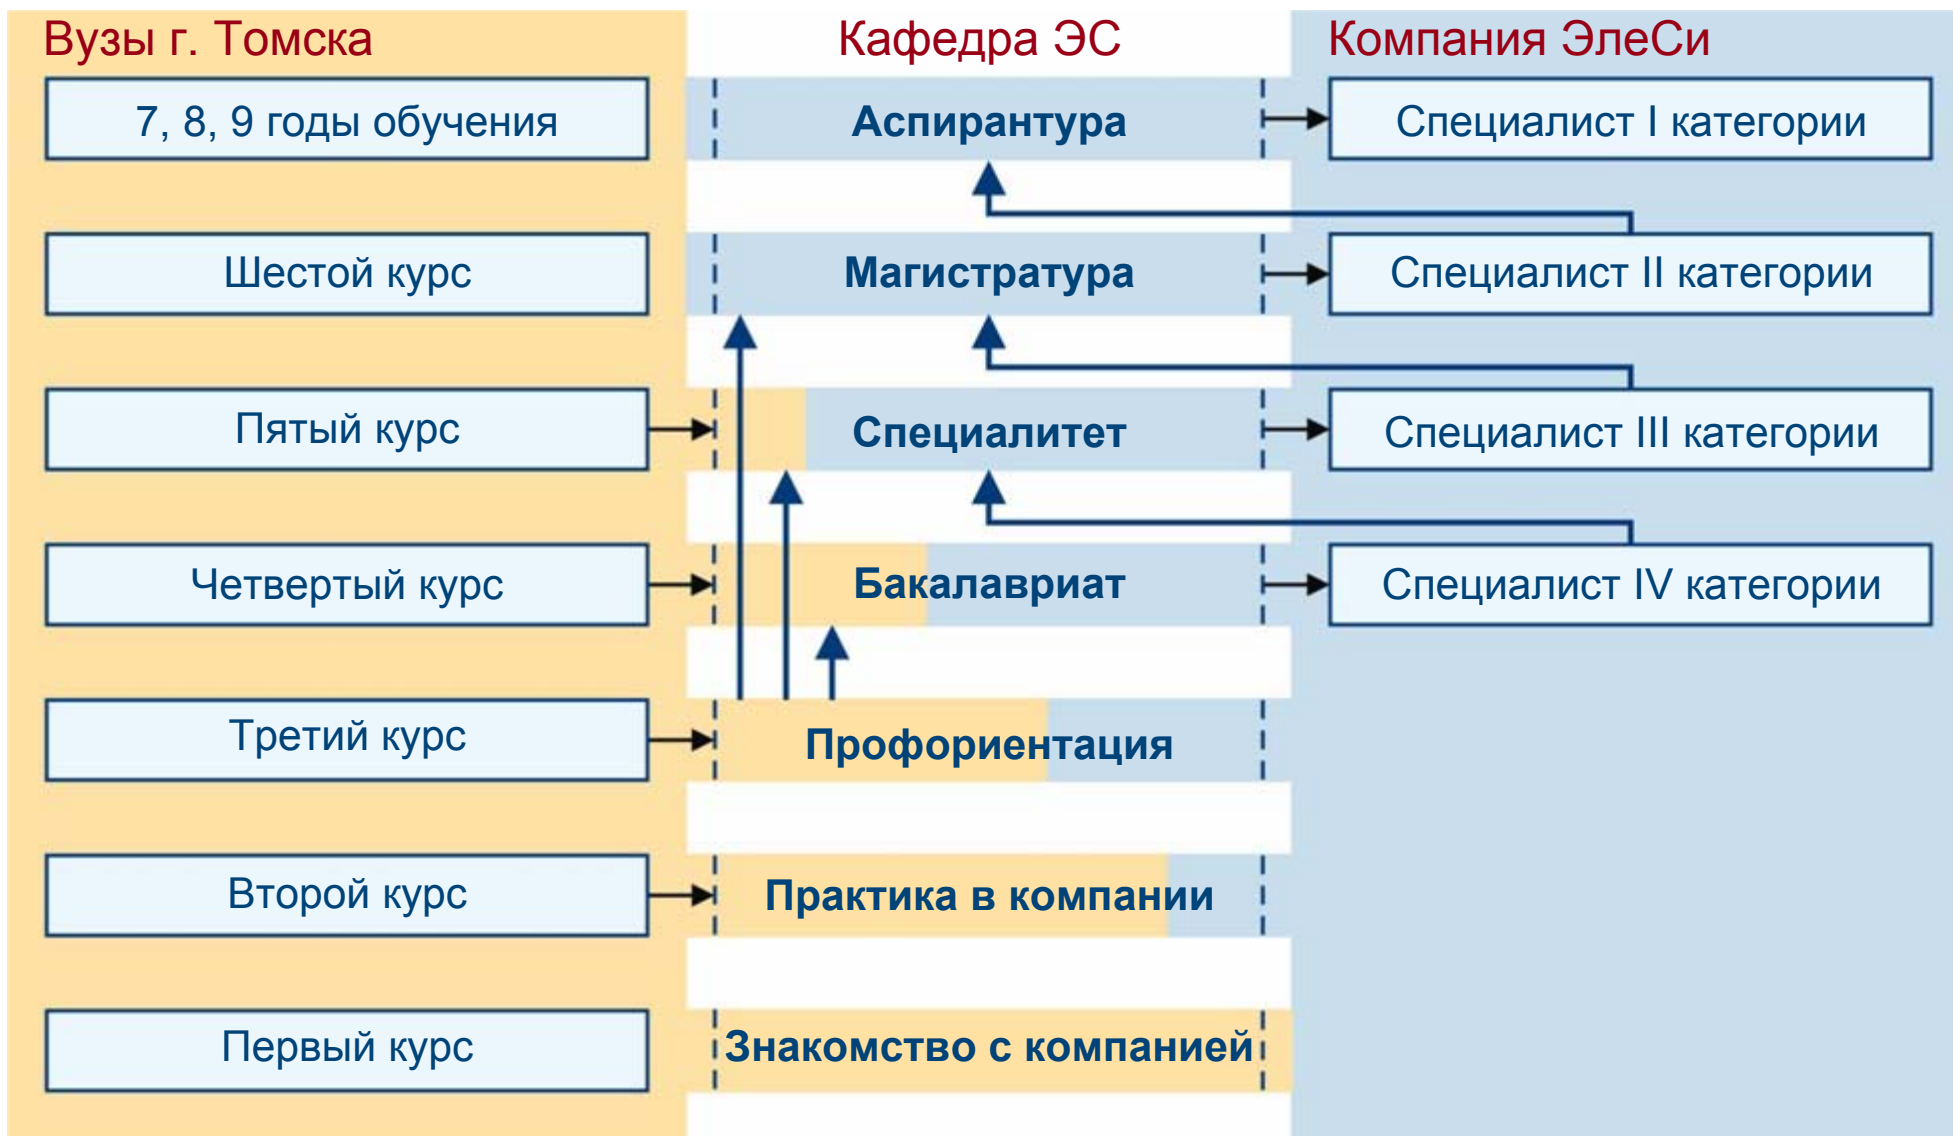 Вузы г. Томска
Кафедра ЭС
Компания ЭлеСи
7, 8, 9 годы обучения
Аспирантура
Специалист I категории
Шестой курс
Магистратура
Специалист II категории
Пятый курс
Специалитет
Специалист III категории
Четвертый курс
Бакалавриат
Специалист IV категории
Третий курс
Профориентация
Второй курс
Практика в компании
Первый курс
Знакомство с компанией